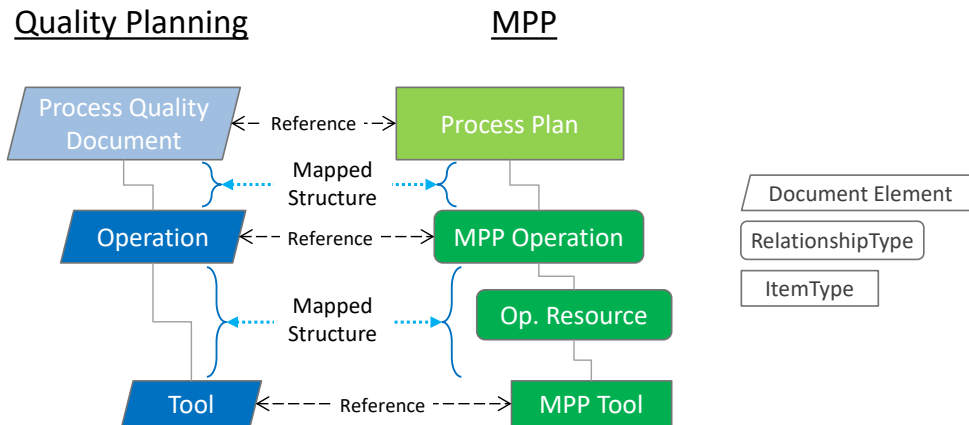 Quality Planning
MPP
Process Quality
Document
Reference
Process Plan
Mapped
Structure
Document Element
Operation
Reference
MPP Operation
RelationshipType
ItemType
Mapped
Structure
Op. Resource
Tool
Reference
MPP Tool